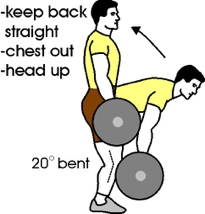 -keep back
straight
-chest out
-head up
20° bent